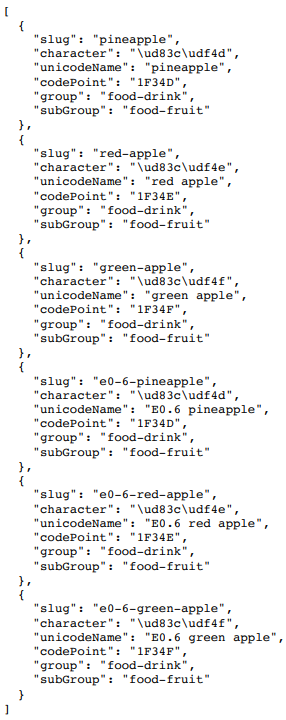 [
  {
    "slug": "pineapple",
    "character": "\ud83c\udf4d",
    "unicodeName": "pineapple",
    "codePoint": "1F34D",
    "group": "food-drink",
    "subGroup": "food-fruit"
  },
  {
    "slug": "red-apple",
    "character": "\ud83c\udf4e",
    "unicodeName": "red apple",
    "codePoint": "1F34E",
    "group": "food-drink",
    "subGroup": "food-fruit"
  },
  {
    "slug": "green-apple",
    "character": "\ud83c\udf4f",
    "unicodeName": "green apple",
    "codePoint": "1F34F",
    "group": "food-drink",
    "subGroup": "food-fruit"
  },
  {
    "slug": "e0-6-pineapple",
    "character": "\ud83c\udf4d",
    "unicodeName": "E0.6 pineapple",
    "codePoint": "1F34D",
    "group": "food-drink",
    "subGroup": "food-fruit"
  },
  {
    "slug": "e0-6-red-apple",
    "character": "\ud83c\udf4e",
    "unicodeName": "E0.6 red apple",
    "codePoint": "1F34E",
    "group": "food-drink",
    "subGroup": "food-fruit"
  },
  {
    "slug": "e0-6-green-apple",
    "character": "\ud83c\udf4f",
    "unicodeName": "E0.6 green apple",
    "codePoint": "1F34F",
    "group": "food-drink",
    "subGroup": "food-fruit"
  }
]